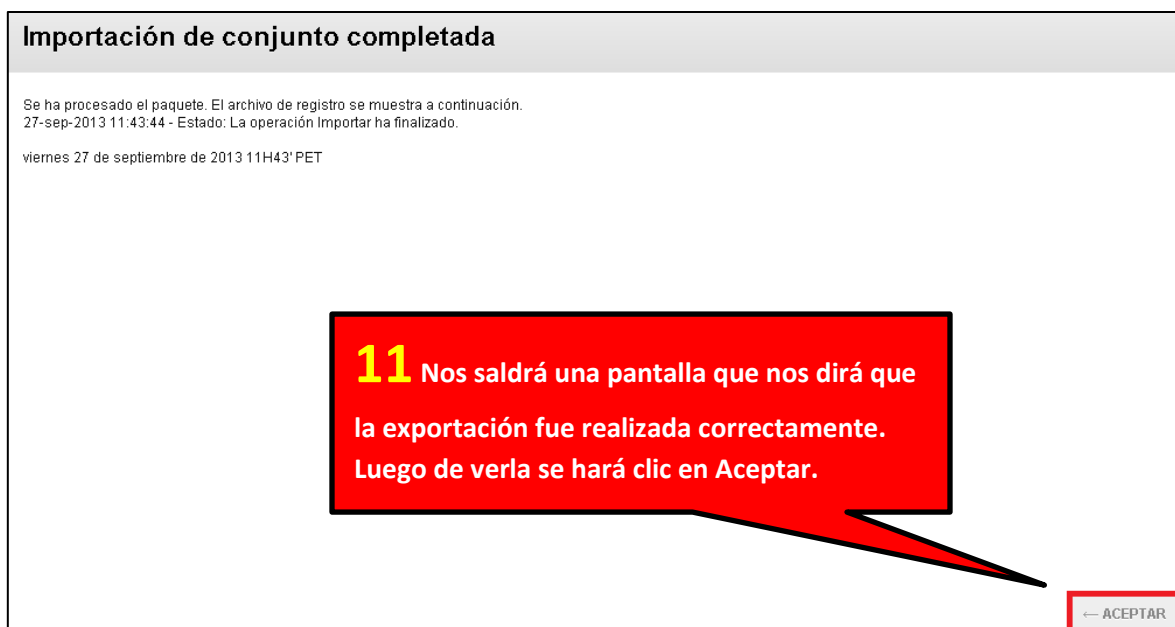 Importación de conjunto completada
Se ha procesado el paquete. El archivo de registro se muestra a continuación.
27-sep-2013 11:43:44 - Estado: La operación Importar ha finalizado.
viernes 27 de septiembre de 2013 11H43' PET
11 Nos saldrá una pantalla que nos dirá que
la exportación fue realizada correctamente.
Luego de verla se hará clic en Aceptar.
← ACEPTAR